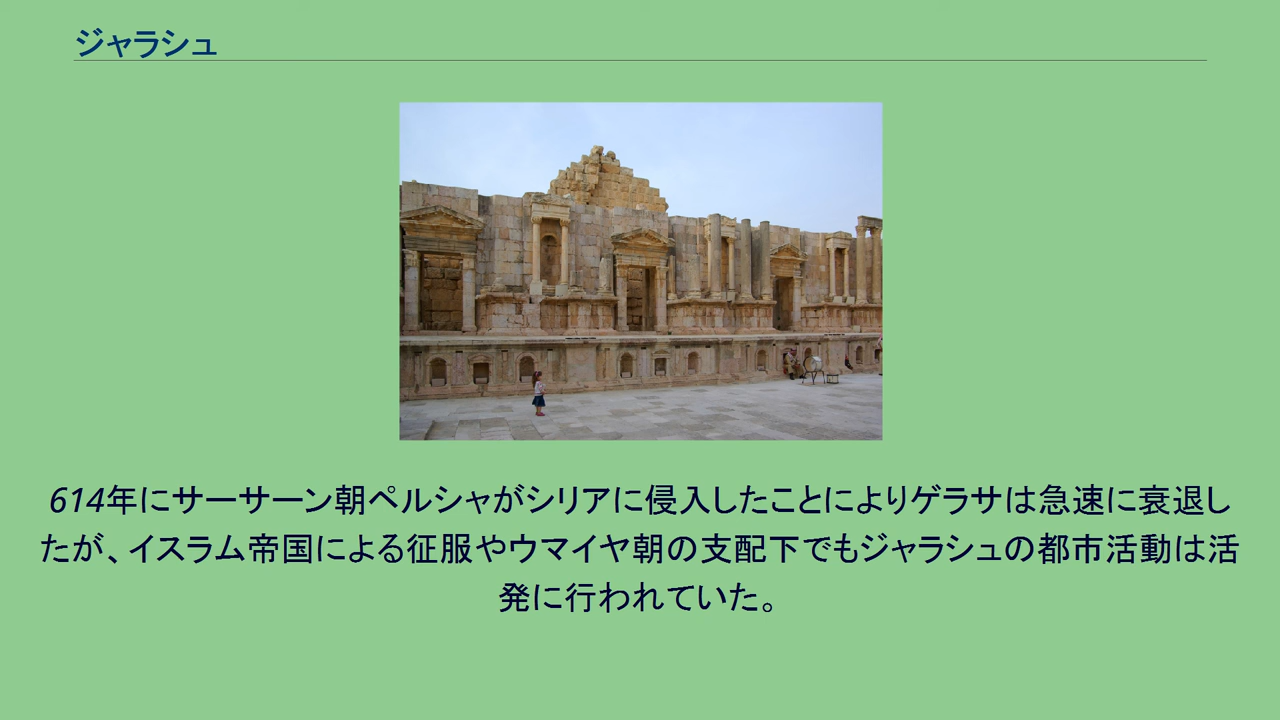 ジャラシュ
614年にサーサーン朝ペルシャがシリアに侵入したことによりゲラサは急速に衰退し
たが、イスラム帝国による征服やウマイヤ朝の支配下でもジャラシュの都市活動は活
発に行われていた。